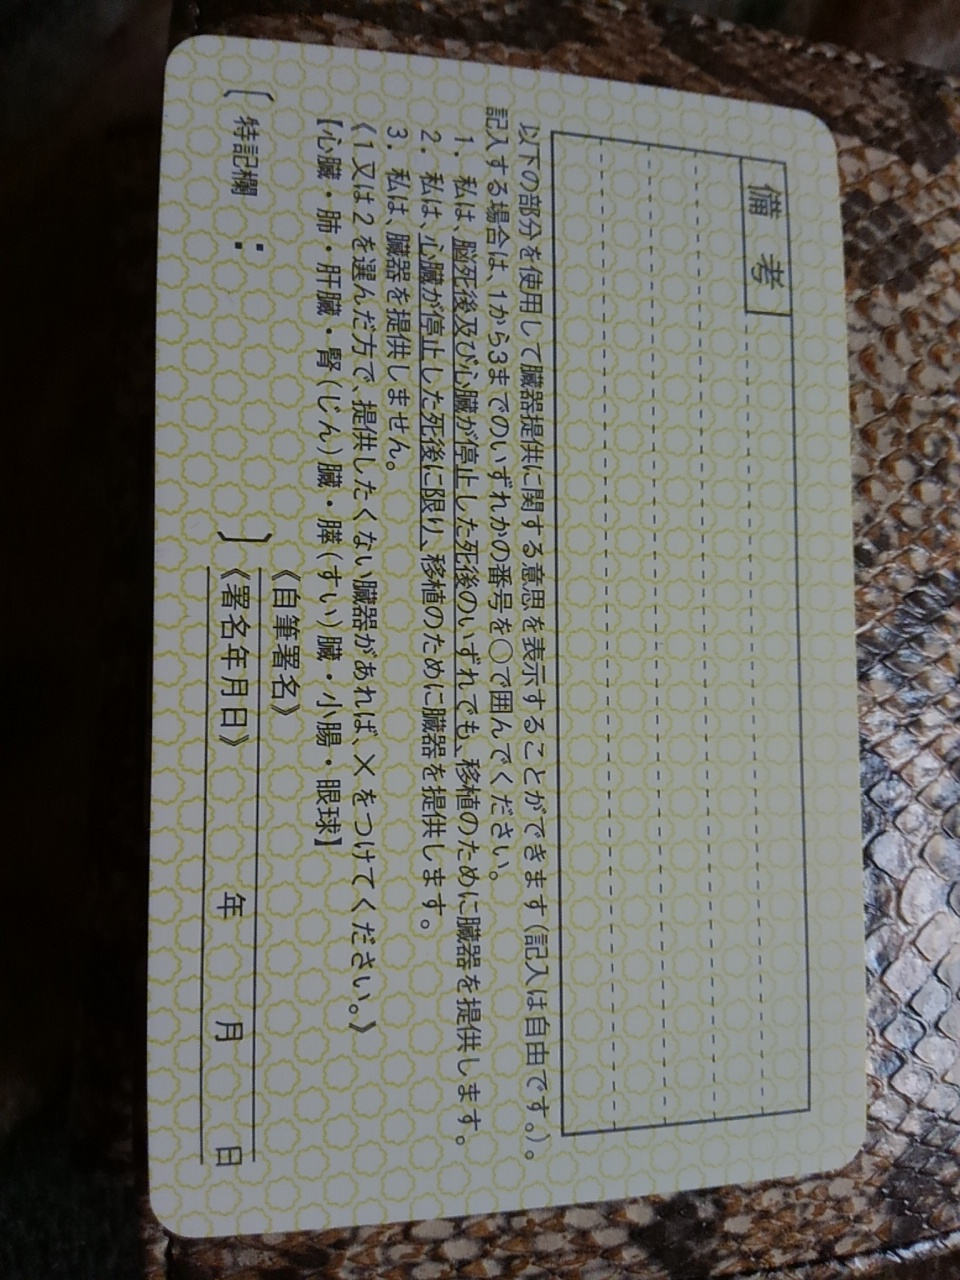 備考
以下の部分を使用して臓器提供に関する意思を表示することができます(記入は自由です。)。
記入する場合は、1から3までのいずれかの番号を○で囲んでください。
1. 私は、脳死後及び心臓が停止した死後のいずれでも、移植のために臓器を提供します。
2. 私は、心臓が停止した死後に限り、移植のために臓器を提供します。
3. 私は、臓器を提供しません。
《1又は2を選んだ方で、提供したくない臓器があれば、×をつけてください。》
【心臓・肺・肝臓・腎(じん)臓・膵(すい)臓・小腸・眼球】
〔特記欄: 〕
《自筆署名》
《署名年月日》 年 月 日